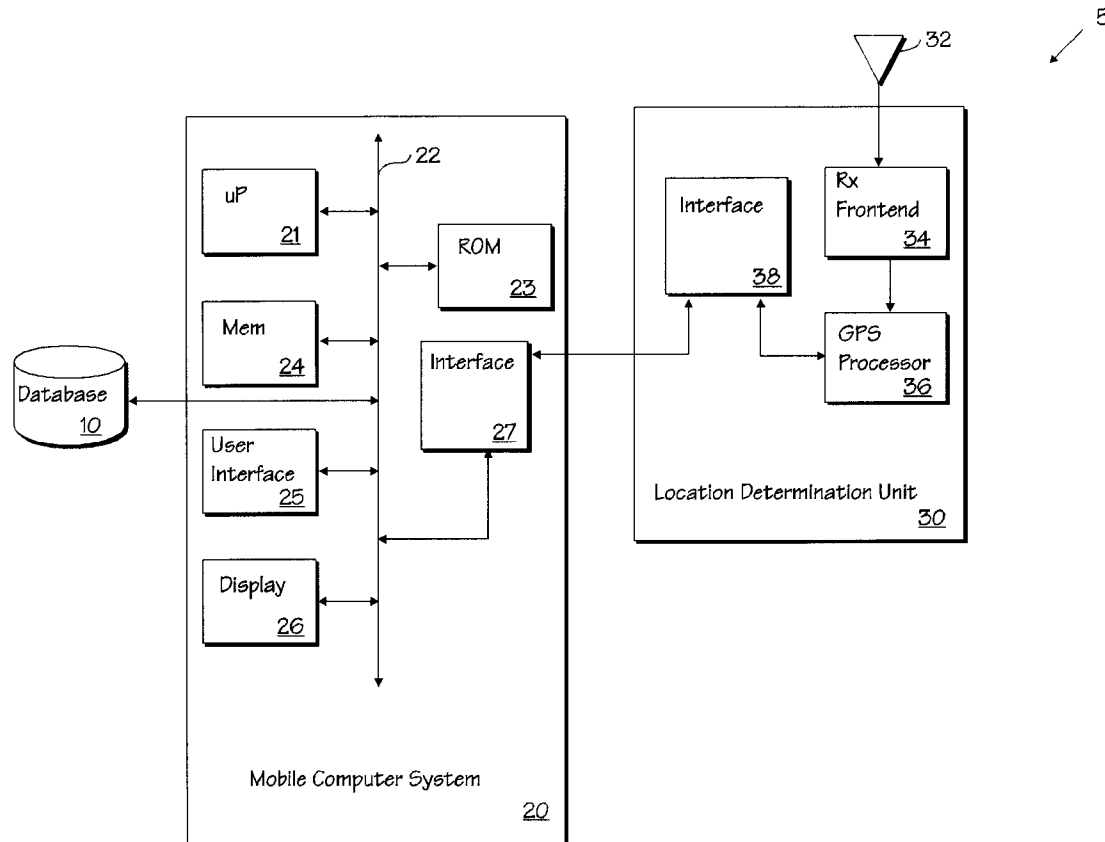 5
32
22
uP
21
ROM
23
Mem
24
Interface
27
Database
10
User
Interface
25
Display
26
Mobile Computer System
20
Rx
Frontend
34
Interface
38
GPS
Processor
36
Location Determination Unit
30